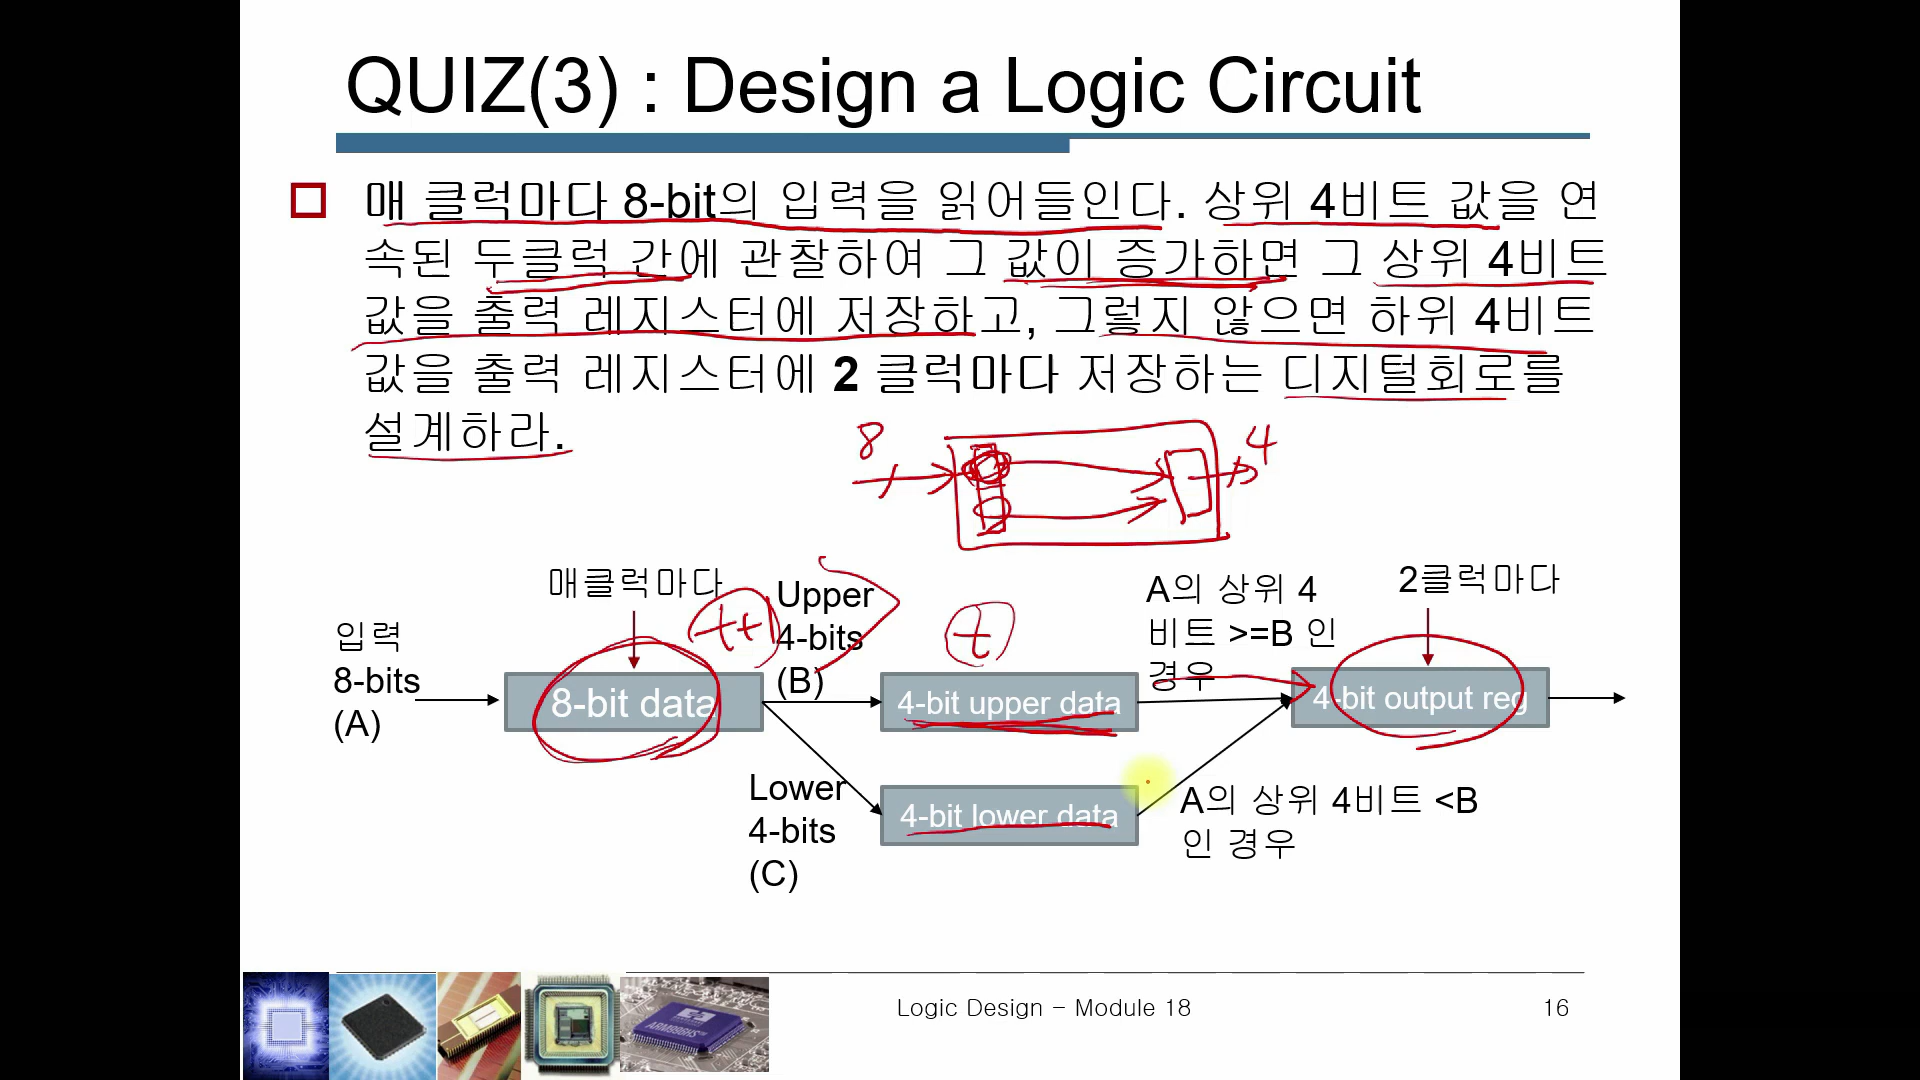 QUIZ(3) : Design a Logic Circuit
매 클럭마다 8-bit의 입력을 읽어들인다. 상위 4비트 값을 연
속된 두클럭 간에 관찰하여 그 값이 증가하면 그 상위 4비트
값을 출력 레지스터에 저장하고, 그렇지 않으면 하위 4비트
값을 출력 레지스터에 2 클럭마다 저장하는 디지털회로를
설계하라.
8
4
매클럭마다
입력
8-bits
(A)
8-bit data
t+1
Upper
4-bits
(B)
t
4-bit upper data
Lower
4-bits
(C)
4-bit lower data
A의 상위 4
비트 >=B 인
경우
2클럭마다
4-bit output reg
A의 상위 4비트 <B
인 경우
Logic Design - Module 18
16